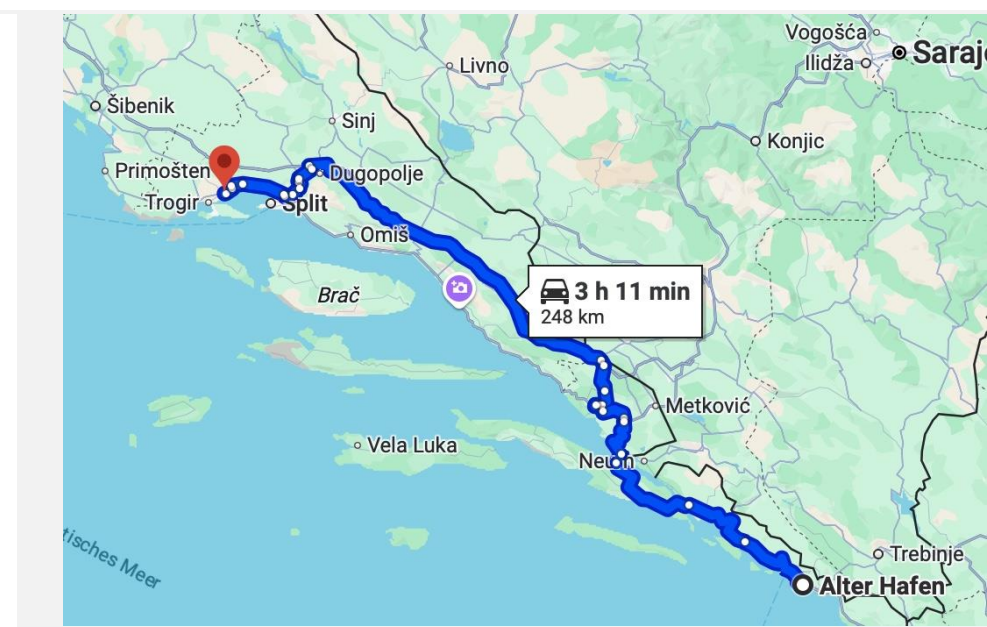 Vogošća
Saraj
Ilidža
Livno
Šibenik
Sinj
Konjic
Primošten
Dugopolje
Trogir
Split
Omiš
3 h 11 min
248 km
Brač
Metković
Vela Luka
Neum
tisches Meer
Trebinje
Alter Hafen